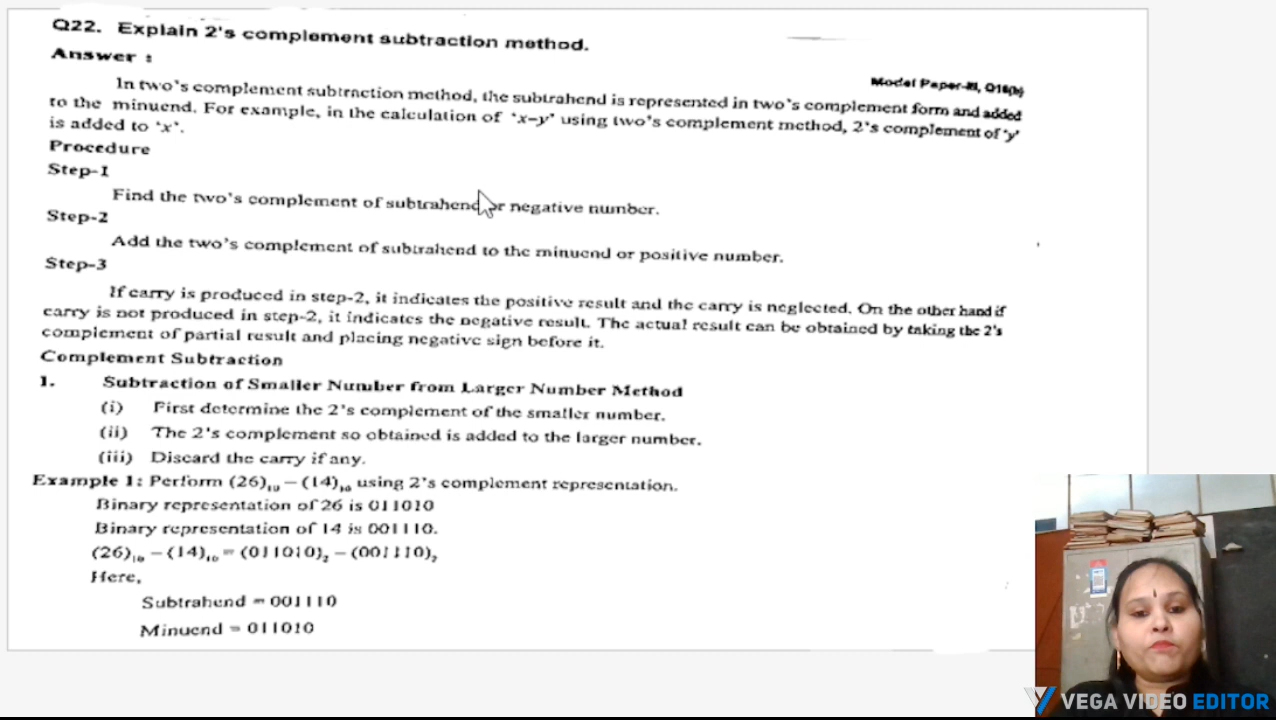 Q22. Explain 2's complement subtraction method.
Answer :
Model Paper-III, Q16(b)
In two's complement subtraction method, the subtrahend is represented in two's complement form and added
to the minuend. For example, in the calculation of 'x–y' using two's complement method, 2's complement of 'y'
is added to 'x'.
Procedure
Step-1
Find the two's complement of subtrahend or negative number.
Step-2
Add the two's complement of subtrahend to the minuend or positive number.
Step-3
If carry is produced in step-2, it indicates the positive result and the carry is neglected. On the other hand if
carry is not produced in step-2, it indicates the negative result. The actual result can be obtained by taking the 2's
complement of partial result and placing negative sign before it.
Complement Subtraction
1. Subtraction of Smaller Number from Larger Number Method
(i) First determine the 2's complement of the smaller number.
(ii) The 2's complement so obtained is added to the larger number.
(iii) Discard the carry if any.
Example 1: Perform (26)₁₀ – (14)₁₀ using 2's complement representation.
Binary representation of 26 is 011010
Binary representation of 14 is 001110.
(26)₁₀ – (14)₁₀ = (011010)₂ – (001110)₂
Here,
Subtrahend = 001110
Minuend = 011010
VEGA VIDEO EDITOR